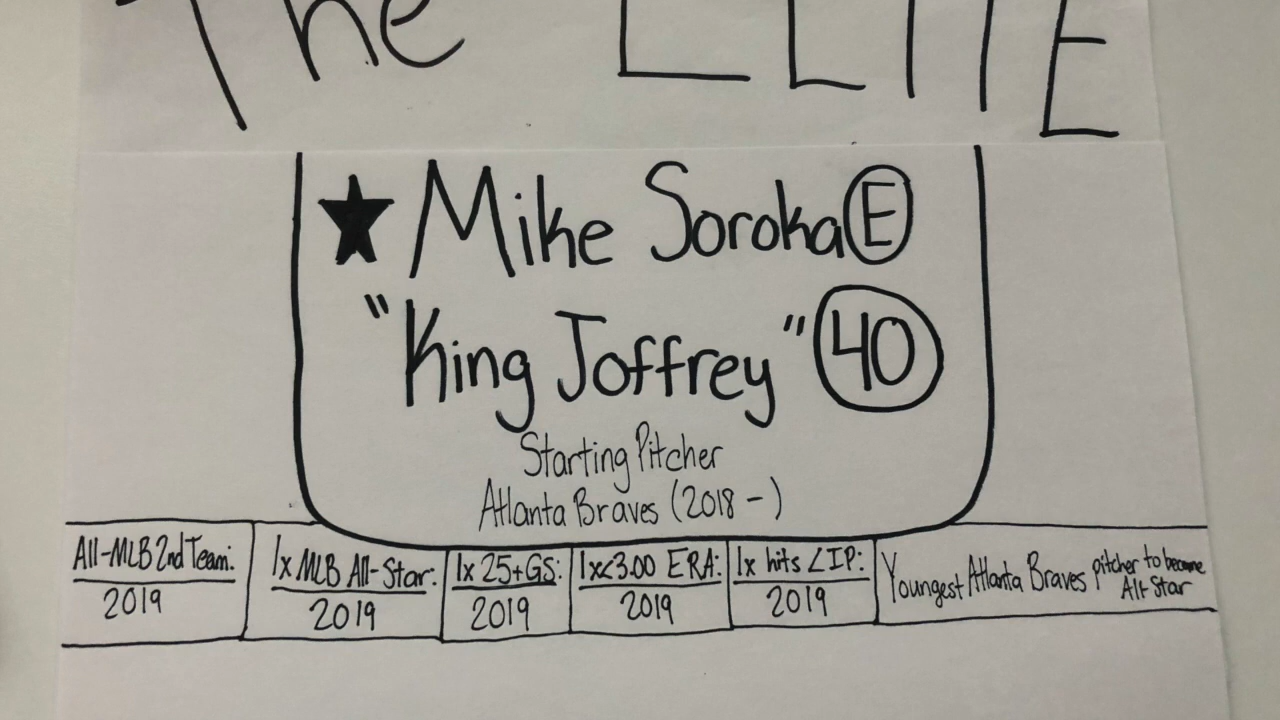 The ELITE
★ Mike Soroka Ⓔ
"King Joffrey" 40
Starting Pitcher
Atlanta Braves (2018 - )
All-MLB 2nd Team:
2019
1x MLB All-Star:
2019
1x 25+GS:
2019
1x<3.00 ERA:
2019
1x hits < IP:
2019
Youngest Atlanta Braves pitcher to become
All-Star